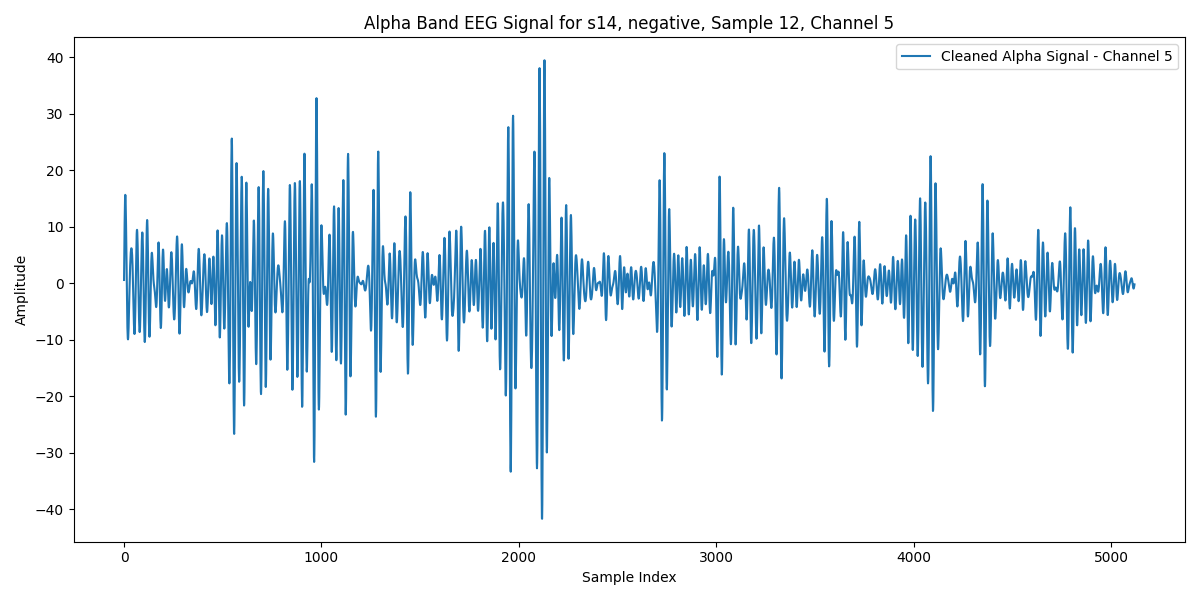 Alpha Band EEG Signal for s14, negative, Sample 12, Channel 5
Cleaned Alpha Signal - Channel 5
Amplitude
40
30
20
10
0
−10
−20
−30
−40
0 1000 2000 3000 4000 5000
Sample Index